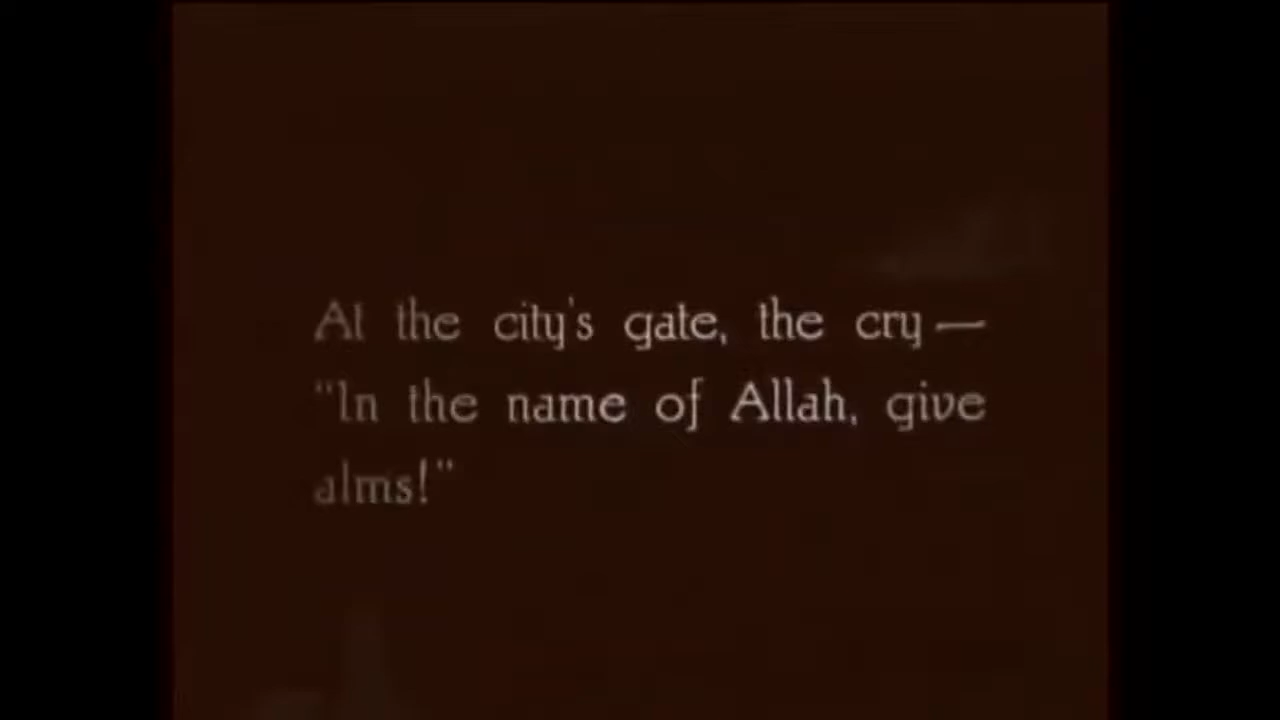 At the city's gate, the cry —
"In the name of Allah, give
alms!"